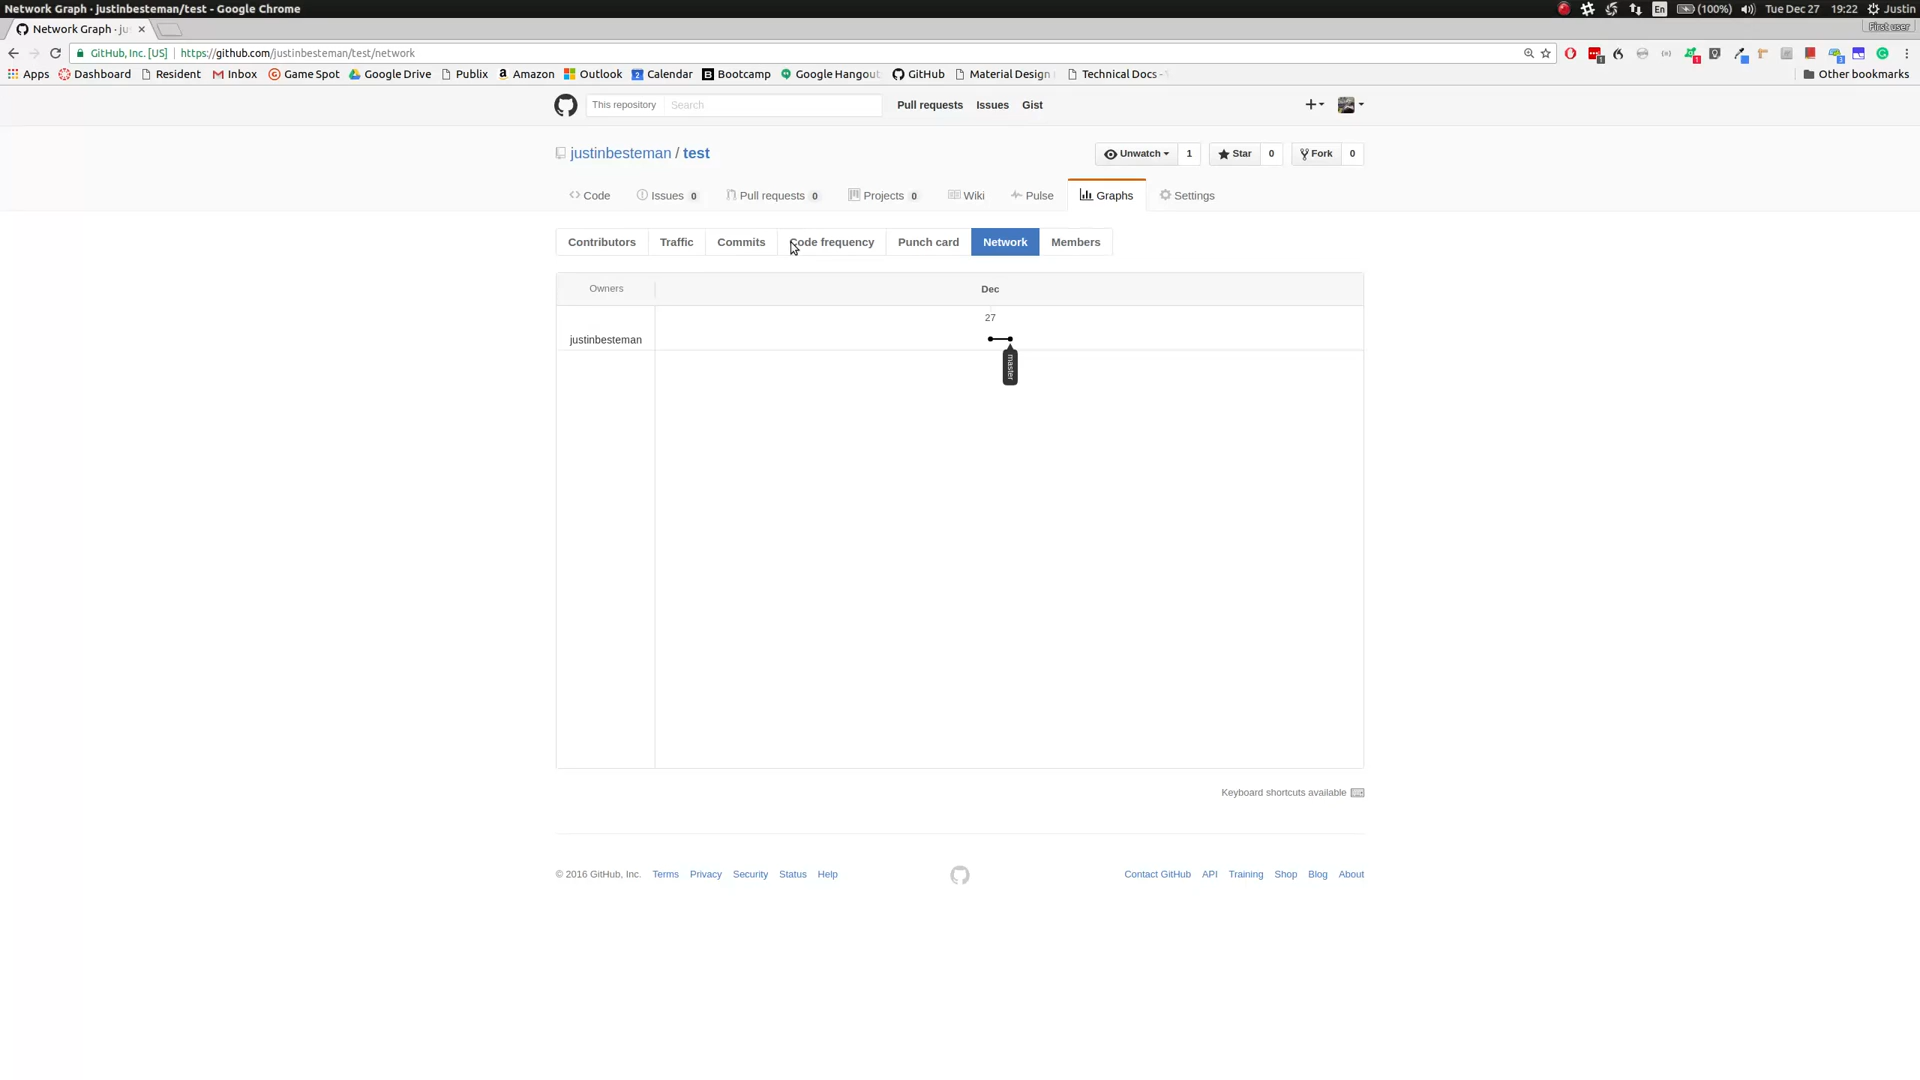 Network Graph · justinbesteman/test - Google Chrome
En (100%) Tue Dec 27 19:22 Justin
Network Graph · ju
First user
GitHub, Inc. [US] https://github.com/justinbesteman/test/network
Apps Dashboard Resident Inbox Game Spot Google Drive Publix Amazon Outlook Calendar Bootcamp Google Hangout GitHub Material Design Technical Docs - Other bookmarks
This repository Search Pull requests Issues Gist
justinbesteman / test
Unwatch 1 Star 0 Fork 0
Code Issues 0 Pull requests 0 Projects 0 Wiki Pulse Graphs Settings
Contributors Traffic Commits Code frequency Punch card Network Members
Owners Dec
27
justinbesteman
master
Keyboard shortcuts available
© 2016 GitHub, Inc. Terms Privacy Security Status Help Contact GitHub API Training Shop Blog About